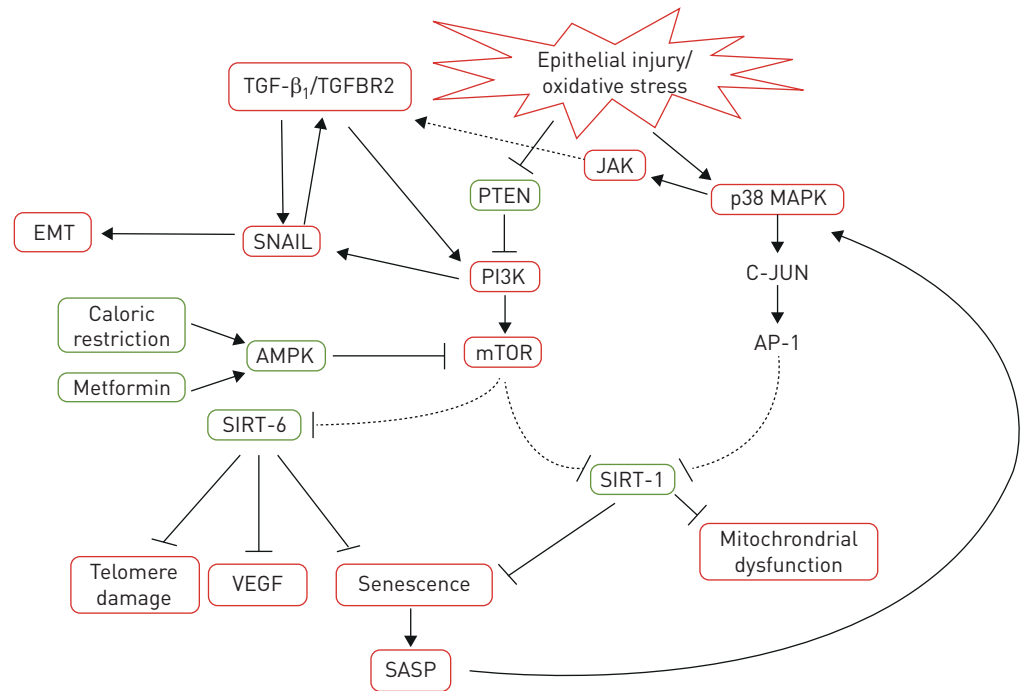 Epithelial injury/
oxidative stress
TGF-β₁/TGFBR2
JAK
PTEN
p38 MAPK
EMT
SNAIL
PI3K
C-JUN
Caloric
restriction
AMPK
mTOR
AP-1
Metformin
SIRT-6
SIRT-1
Mitochrondrial
dysfunction
Telomere
damage
VEGF
Senescence
SASP